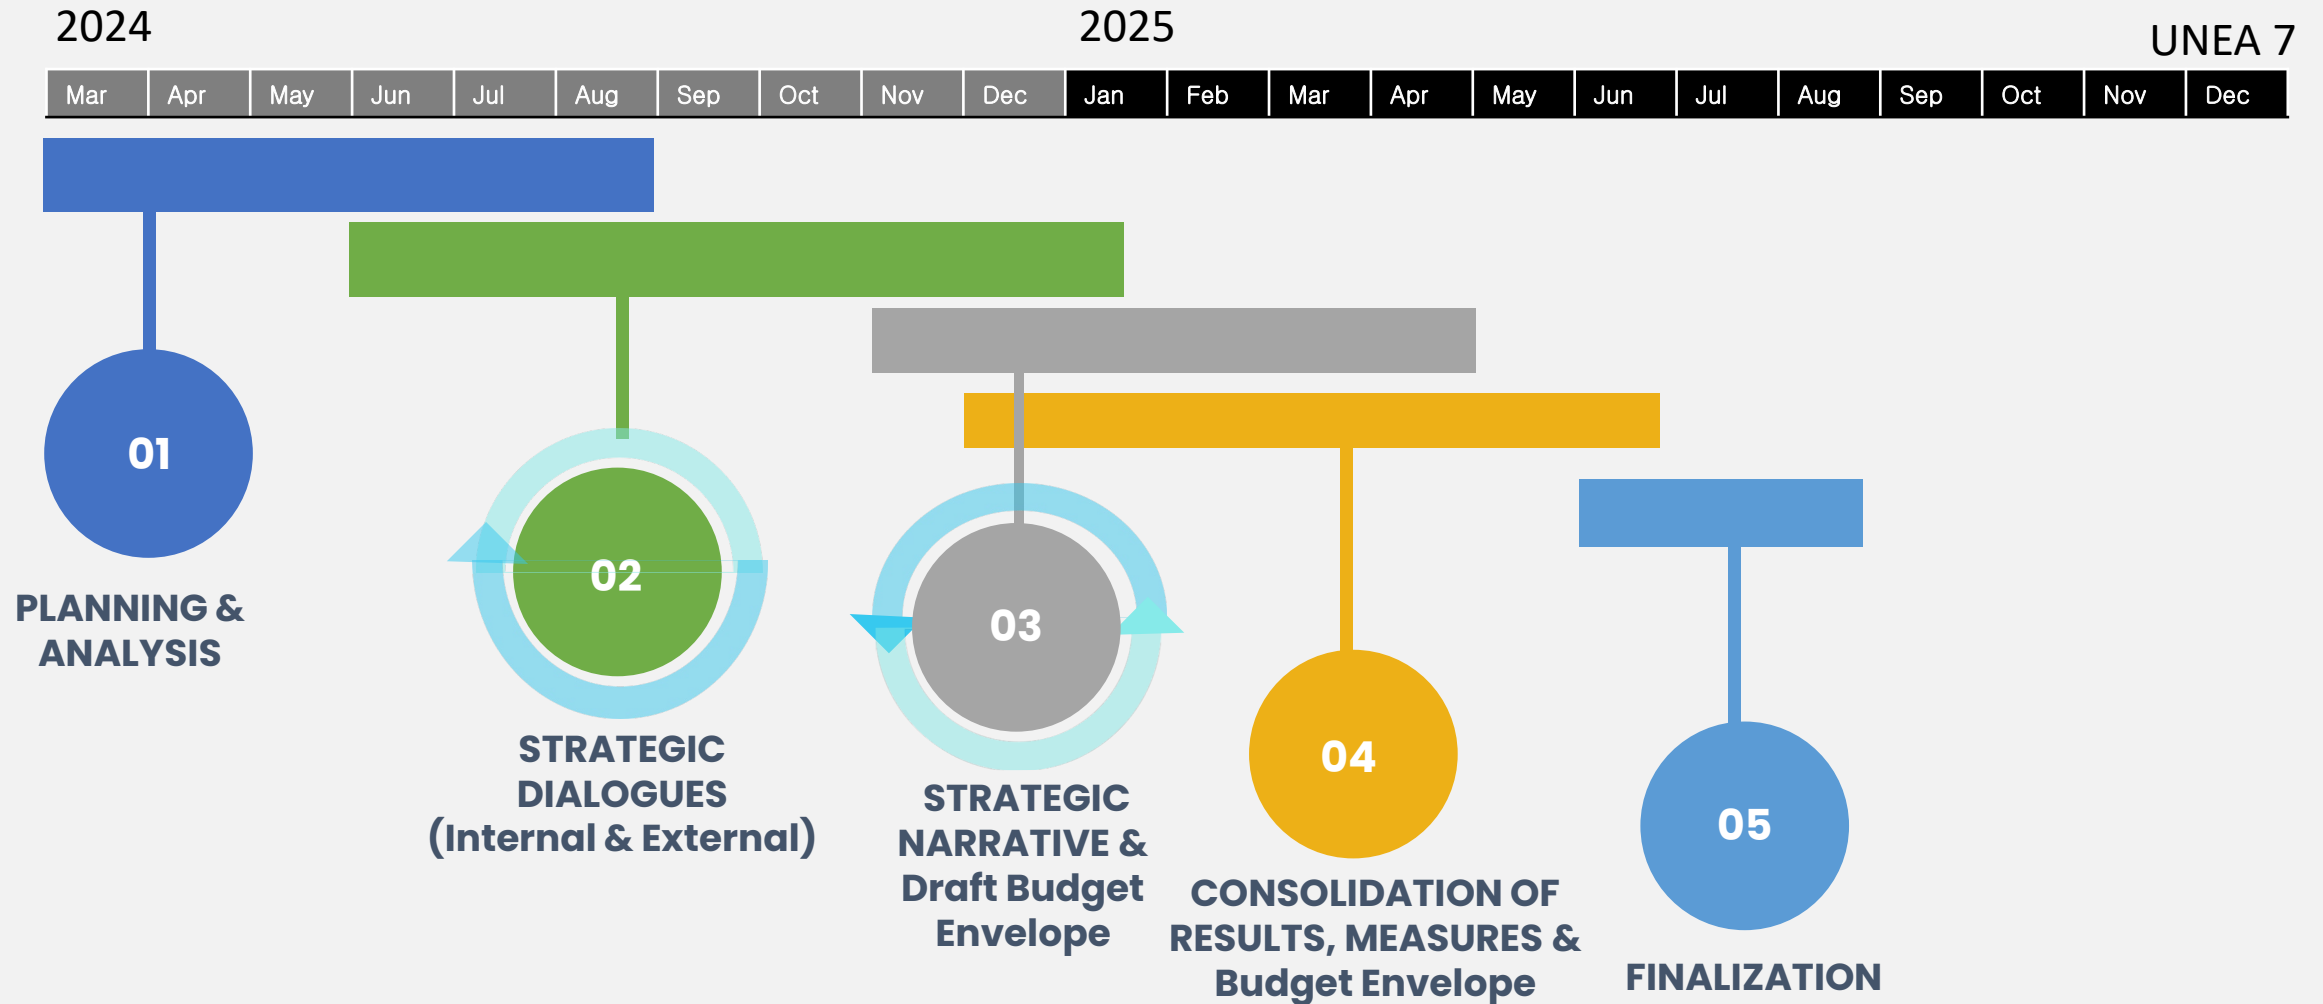 2024
2025
UNEA 7
Mar Apr May Jun Jul Aug Sep Oct Nov Dec Jan Feb Mar Apr May Jun Jul Aug Sep Oct Nov Dec
01
PLANNING &
ANALYSIS
02
STRATEGIC
DIALOGUES
(Internal & External)
03
STRATEGIC
NARRATIVE &
Draft Budget
Envelope
04
CONSOLIDATION OF
RESULTS, MEASURES &
Budget Envelope
05
FINALIZATION